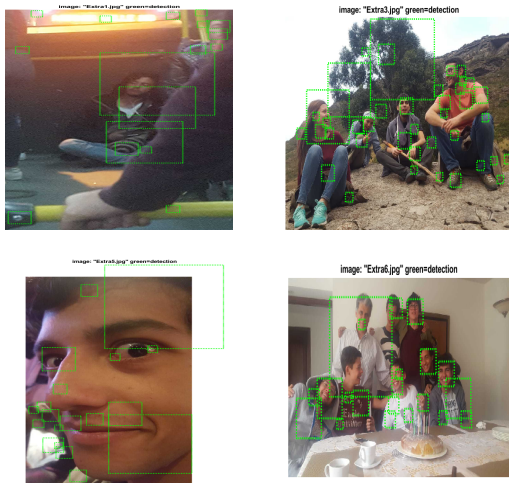 image: "Extra1.jpg" green=detection
image: "Extra3.jpg" green=detection
image: "Extra5.jpg" green=detection
image: "Extra6.jpg" green=detection